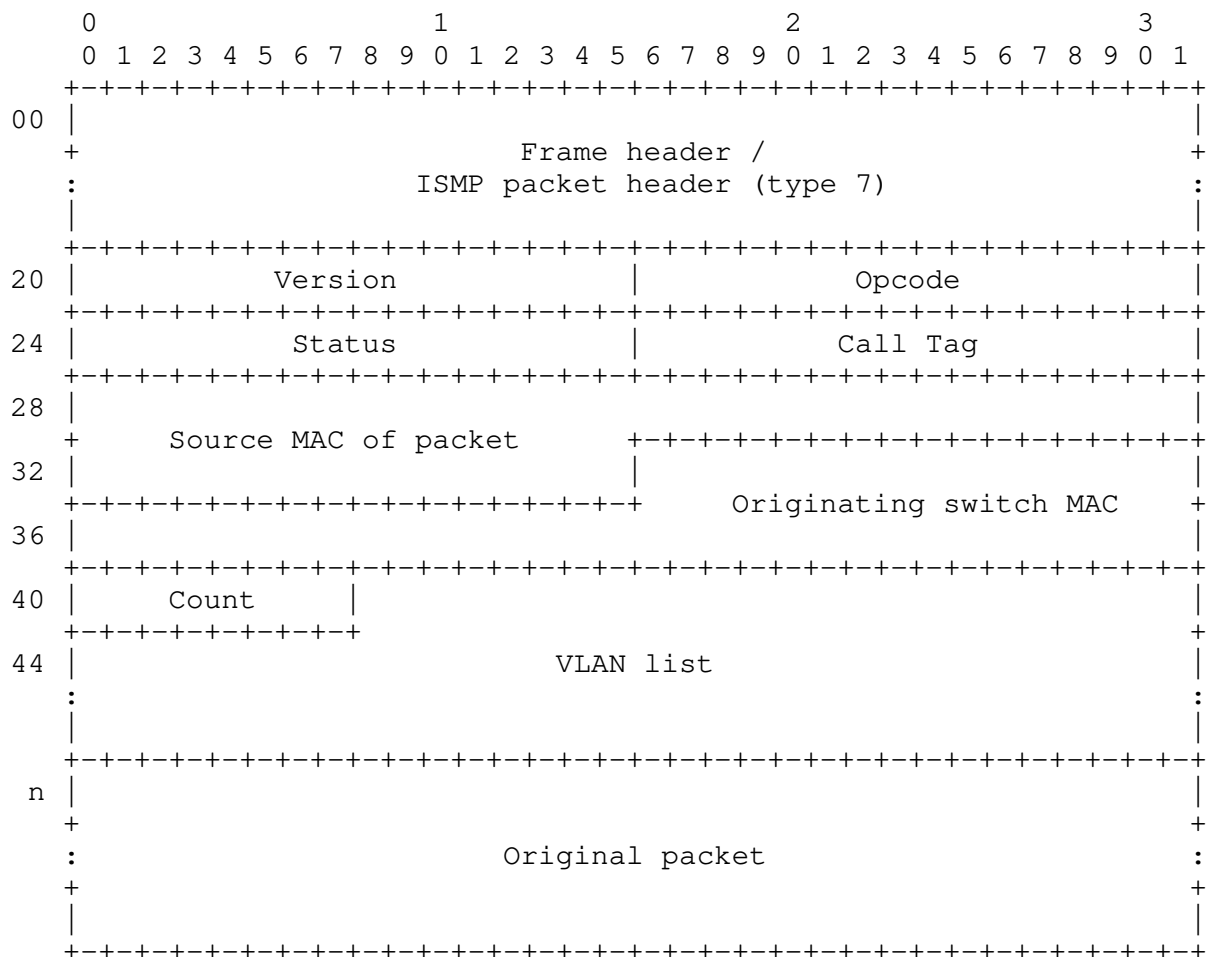 0                   1                   2                   3
    0 1 2 3 4 5 6 7 8 9 0 1 2 3 4 5 6 7 8 9 0 1 2 3 4 5 6 7 8 9 0 1
   +-+-+-+-+-+-+-+-+-+-+-+-+-+-+-+-+-+-+-+-+-+-+-+-+-+-+-+-+-+-+-+-+
00 |                                                               |
   +                         Frame header /                        +
   :                   ISMP packet header (type 7)                 :
   |                                                               |
   +-+-+-+-+-+-+-+-+-+-+-+-+-+-+-+-+-+-+-+-+-+-+-+-+-+-+-+-+-+-+-+-+
20 |           Version             |            Opcode             |
   +-+-+-+-+-+-+-+-+-+-+-+-+-+-+-+-+-+-+-+-+-+-+-+-+-+-+-+-+-+-+-+-+
24 |            Status             |           Call Tag            |
   +-+-+-+-+-+-+-+-+-+-+-+-+-+-+-+-+-+-+-+-+-+-+-+-+-+-+-+-+-+-+-+-+
28 |                                                               |
   +     Source MAC of packet      +-+-+-+-+-+-+-+-+-+-+-+-+-+-+-+-+
32 |                               |                               |
   +-+-+-+-+-+-+-+-+-+-+-+-+-+-+-+-+     Originating switch MAC    +
36 |                                                               |
   +-+-+-+-+-+-+-+-+-+-+-+-+-+-+-+-+-+-+-+-+-+-+-+-+-+-+-+-+-+-+-+-+
40 |     Count     |                                               |
   +-+-+-+-+-+-+-+-+                                               +
44 |                           VLAN list                           |
   :                                                               :
   |                                                               |
   +-+-+-+-+-+-+-+-+-+-+-+-+-+-+-+-+-+-+-+-+-+-+-+-+-+-+-+-+-+-+-+-+
 n |                                                               |
   +                                                               +
   :                        Original packet                        :
   +                                                               +
   |                                                               |
   +-+-+-+-+-+-+-+-+-+-+-+-+-+-+-+-+-+-+-+-+-+-+-+-+-+-+-+-+-+-+-+-+